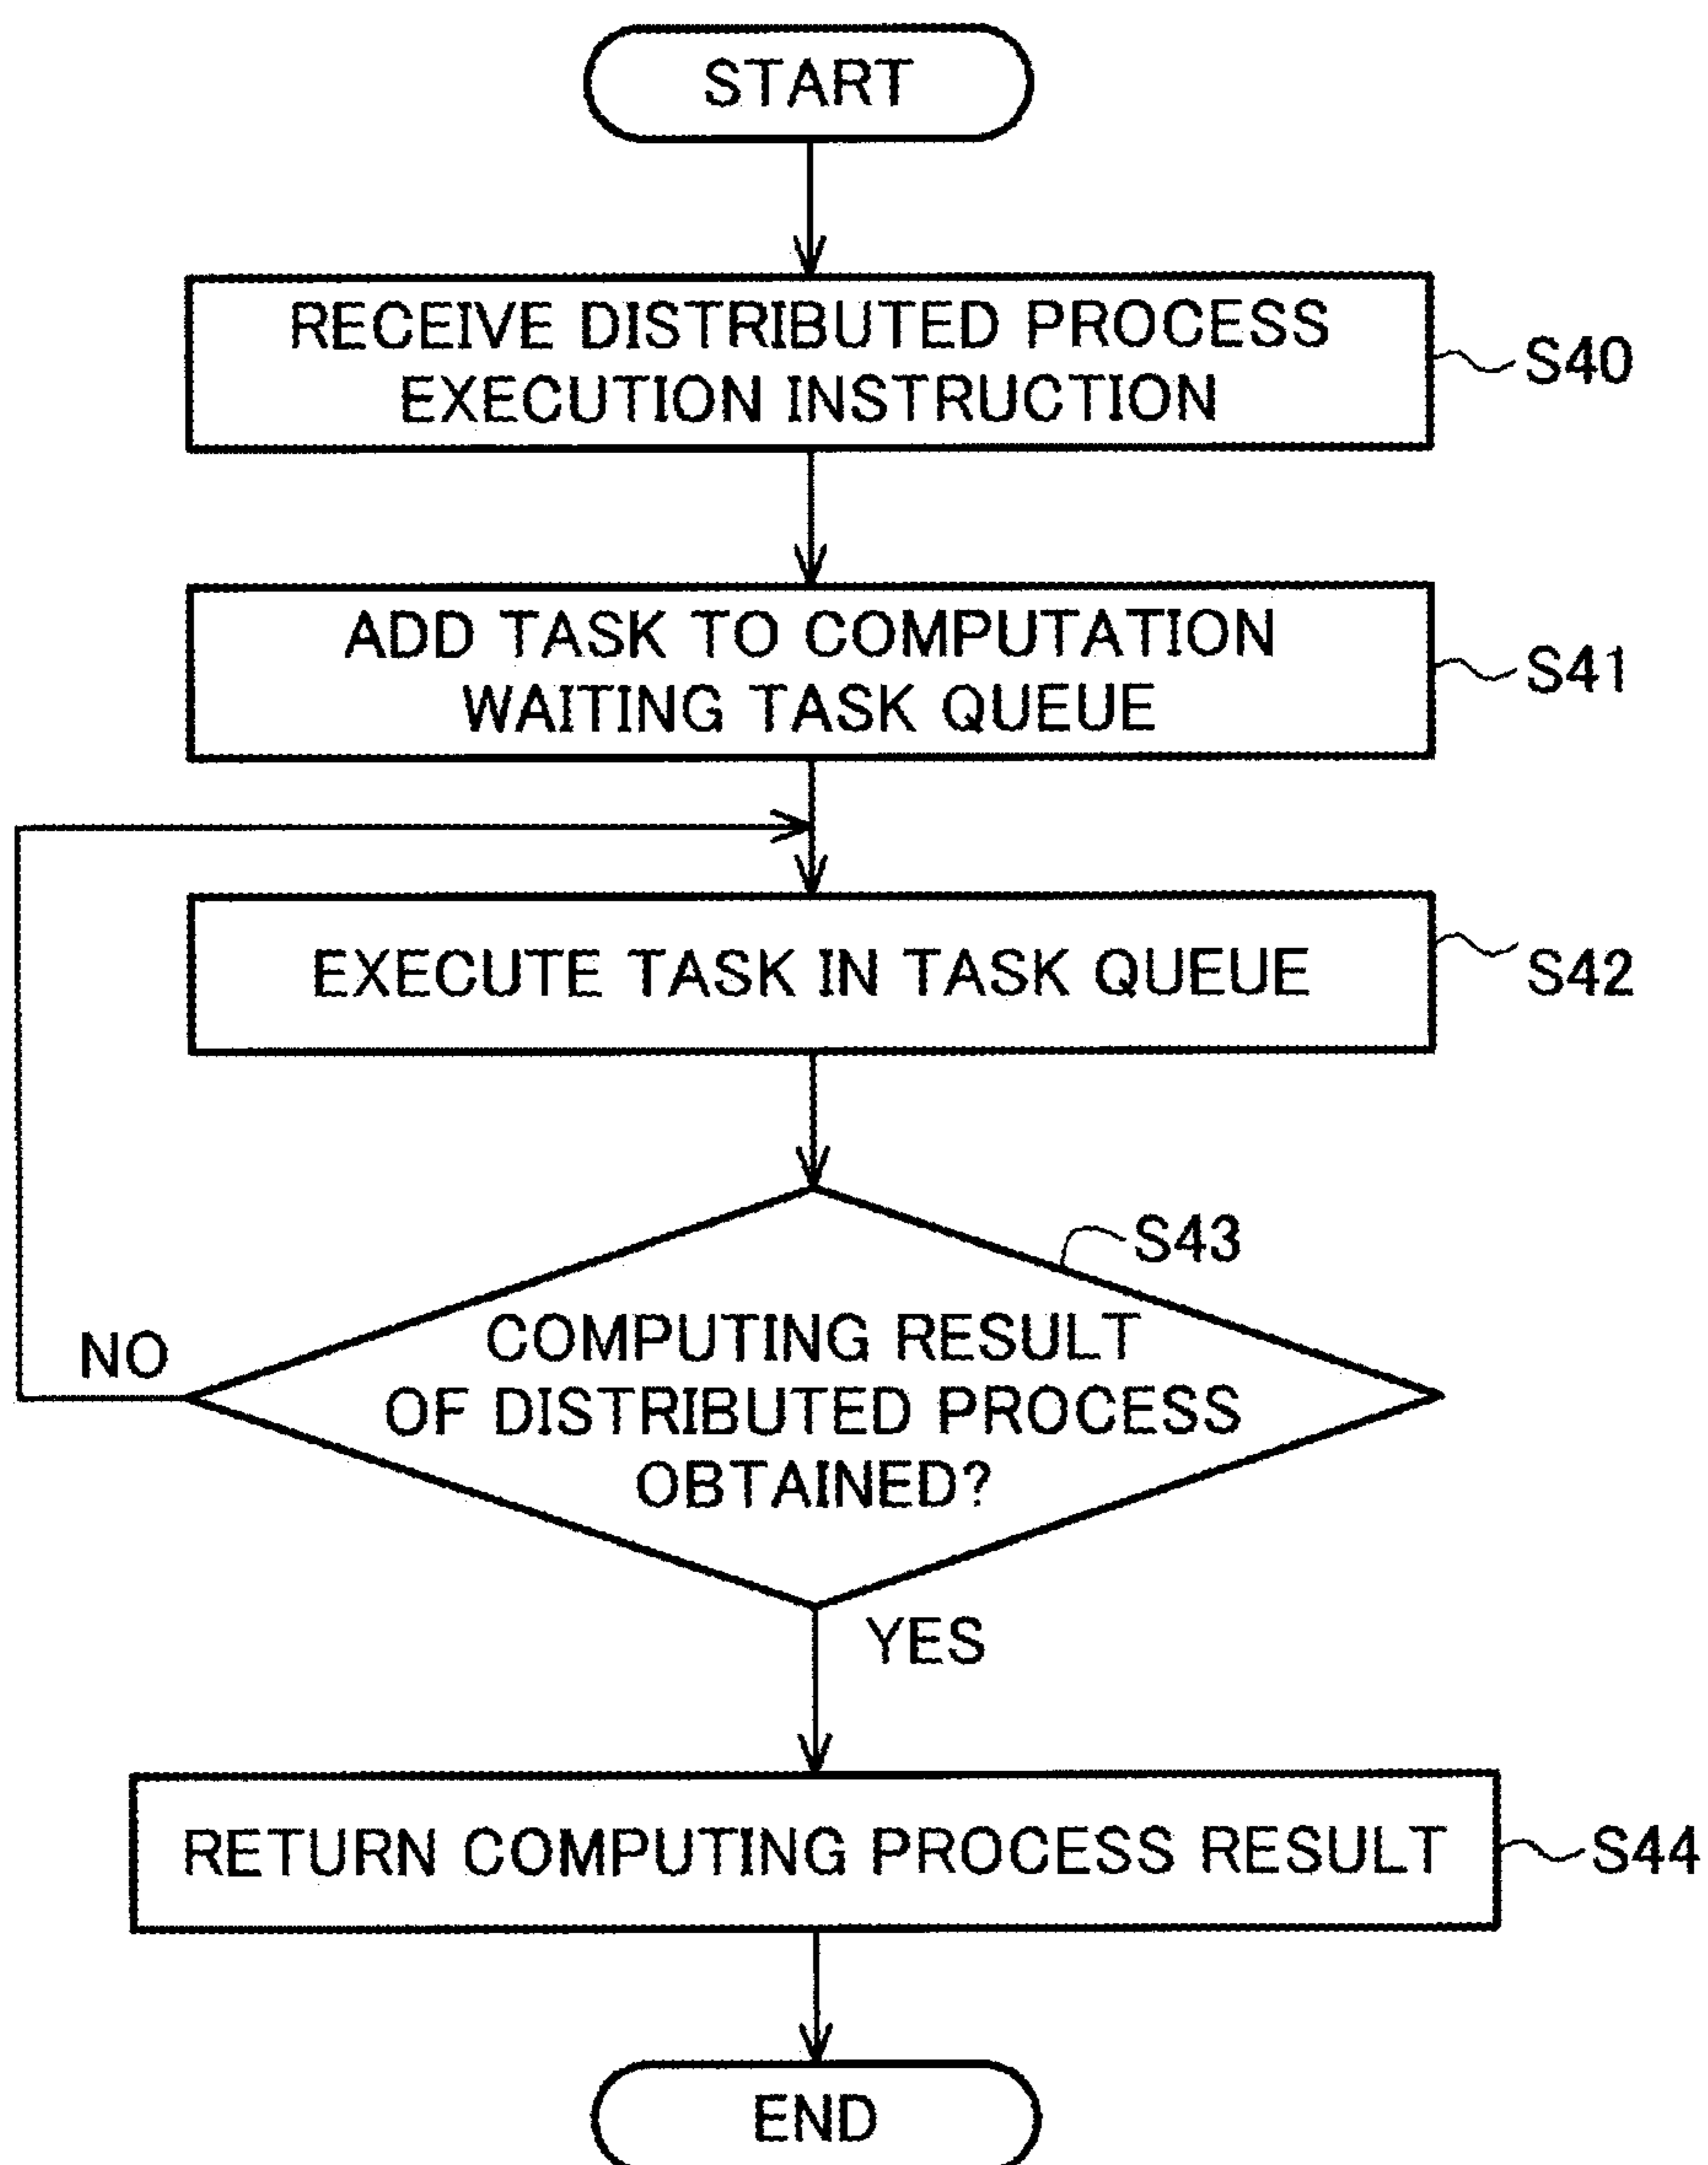 START
RECEIVE DISTRIBUTED PROCESS
EXECUTION INSTRUCTION
S40
ADD TASK TO COMPUTATION
WAITING TASK QUEUE
S41
EXECUTE TASK IN TASK QUEUE
S42
S43
COMPUTING RESULT
OF DISTRIBUTED PROCESS
OBTAINED?
NO
YES
RETURN COMPUTING PROCESS RESULT
S44
END